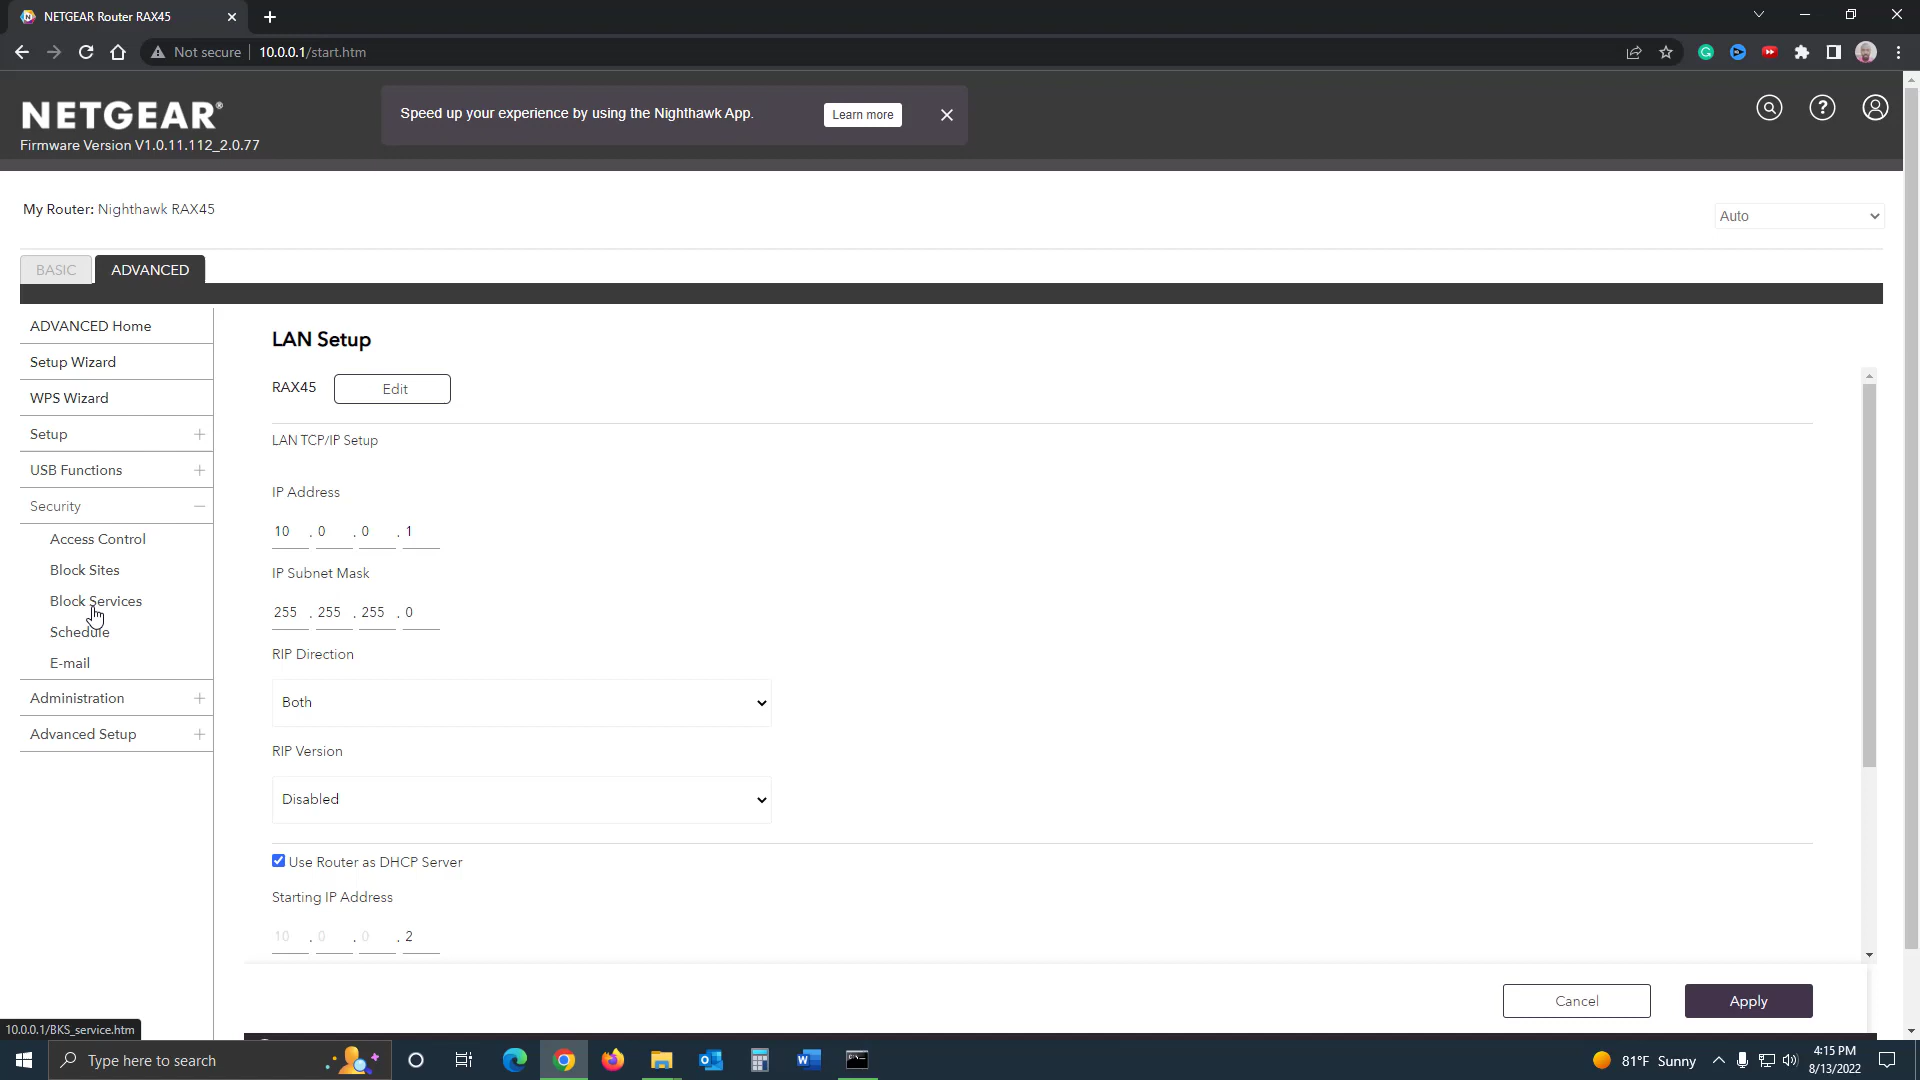 NETGEAR Router RAX45
Not secure
10.0.0.1/start.htm
NETGEAR®
Firmware Version V1.0.11.112_2.0.77
Speed up your experience by using the Nighthawk App.
Learn more
My Router: Nighthawk RAX45
Auto
BASIC
ADVANCED
ADVANCED Home
Setup Wizard
WPS Wizard
Setup
USB Functions
Security
Access Control
Block Sites
Block Services
Schedule
E-mail
Administration
Advanced Setup
LAN Setup
RAX45
Edit
LAN TCP/IP Setup
IP Address
10 . 0 . 0 . 1
IP Subnet Mask
255 . 255 . 255 . 0
RIP Direction
Both
RIP Version
Disabled
Use Router as DHCP Server
Starting IP Address
10 . 0 . 0 . 2
Cancel
Apply
10.0.0.1/BKS_service.htm
Type here to search
81°F Sunny
4:15 PM
8/13/2022